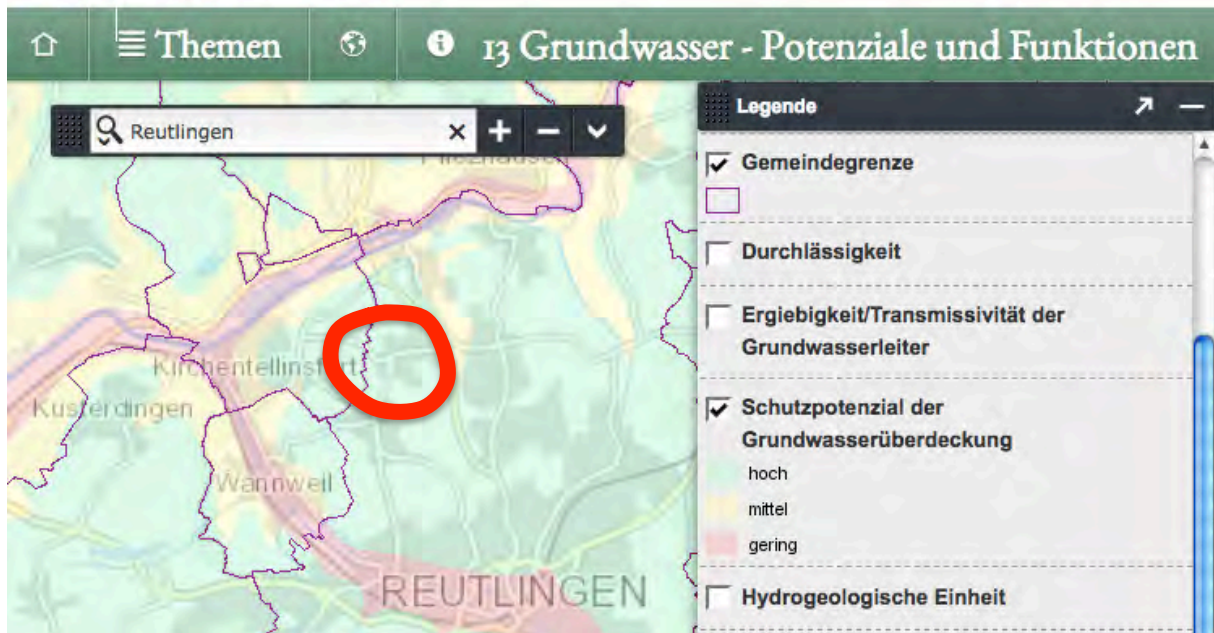 Themen
13 Grundwasser - Potenziale und Funktionen
Reutlingen
Legende
Gemeindegrenze
Durchlässigkeit
Ergiebigkeit/Transmissivität der
Grundwasserleiter
Schutzpotenzial der
Grundwasserüberdeckung
hoch
mittel
gering
Hydrogeologische Einheit
Kusterdingen
Wannweil
REUTLINGEN